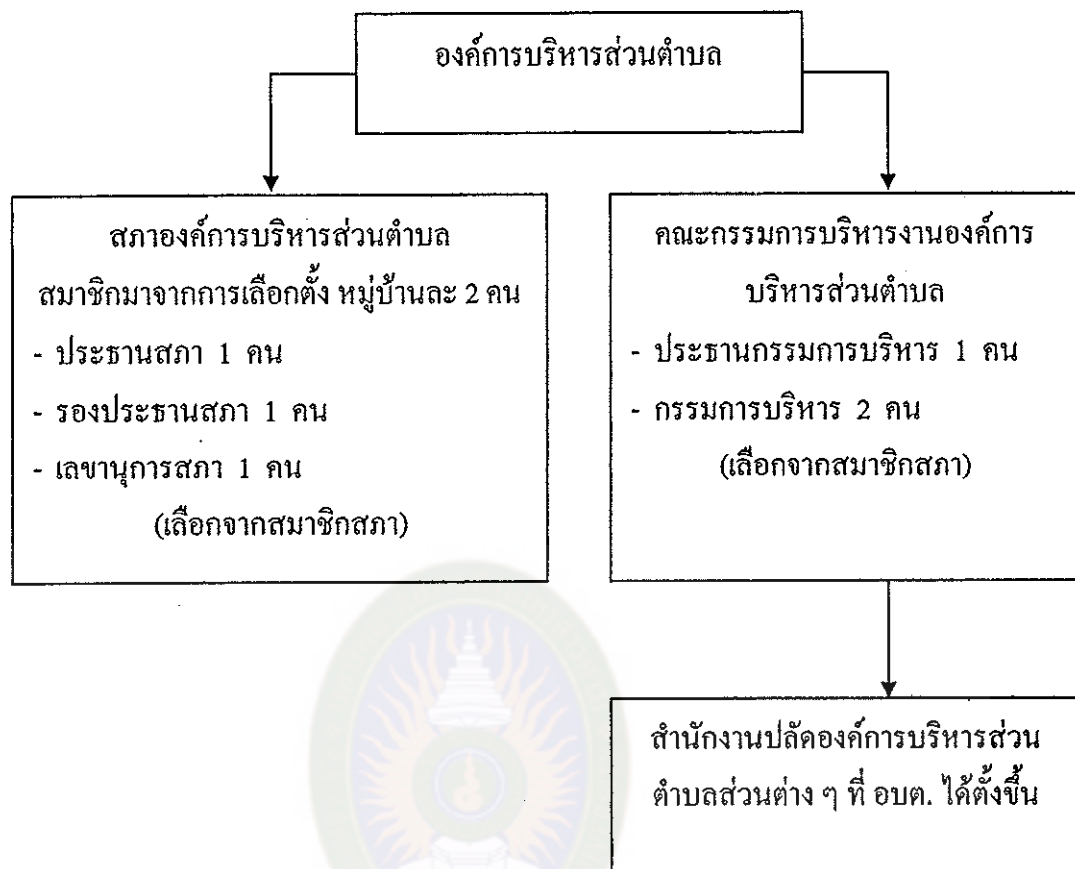 องค์การบริหารส่วนตำบล
สภาองค์การบริหารส่วนตำบล
สมาชิกมาจากการเลือกตั้ง หมู่บ้านละ 2 คน
- ประธานสภา 1 คน
- รองประธานสภา 1 คน
- เลขานุการสภา 1 คน
(เลือกจากสมาชิกสภา)
คณะกรรมการบริหารงานองค์การ
บริหารส่วนตำบล
- ประธานกรรมการบริหาร 1 คน
- กรรมการบริหาร 2 คน
(เลือกจากสมาชิกสภา)
สำนักงานปลัดองค์การบริหารส่วน
ตำบลส่วนต่าง ๆ ที่ อบต. ได้ตั้งขึ้น